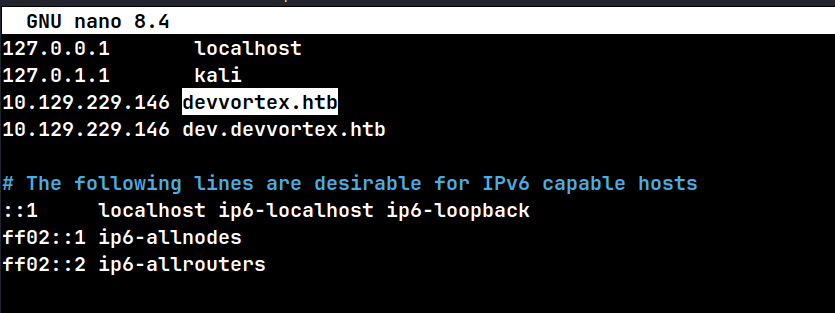 GNU nano 8.4
127.0.0.1       localhost
127.0.1.1       kali
10.129.229.146 devvortex.htb
10.129.229.146 dev.devvortex.htb
# The following lines are desirable for IPv6 capable hosts
::1     localhost ip6-localhost ip6-loopback
ff02::1 ip6-allnodes
ff02::2 ip6-allrouters